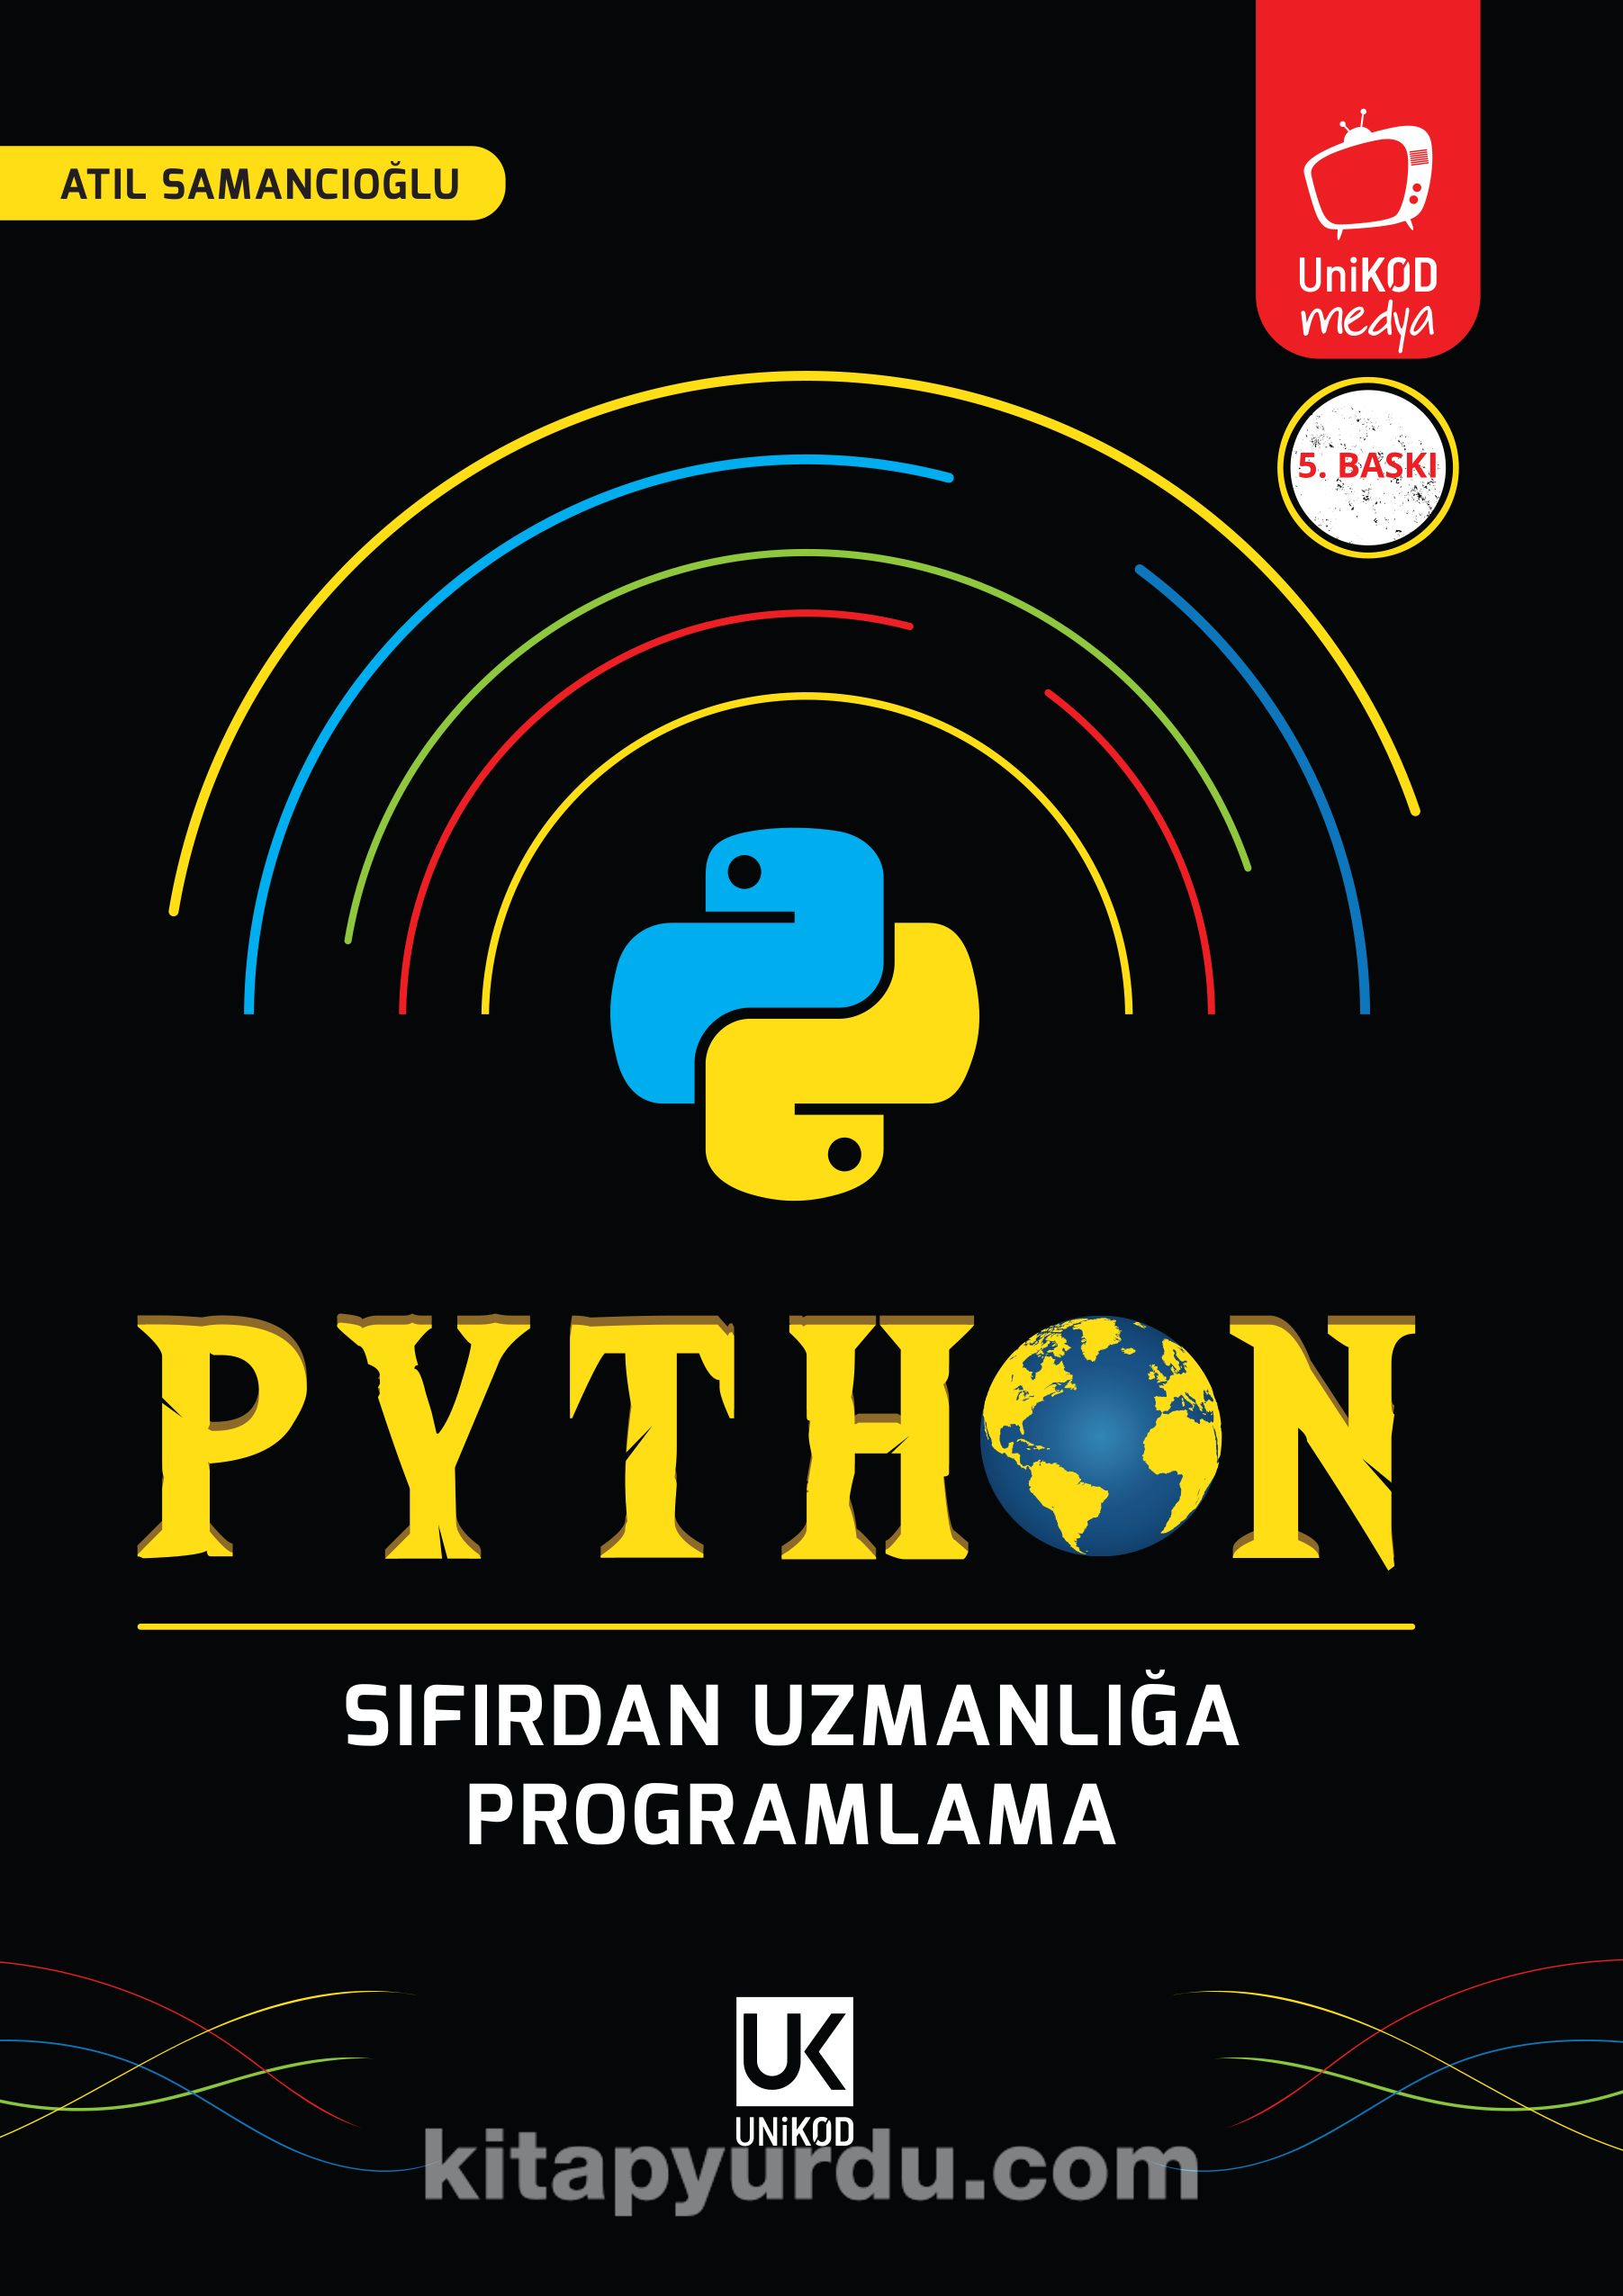 ATIL SAMANCIOĞLU
UniKOD
medya
5. BASKI
PYTHON
SIFIRDAN UZMANLIĞA
PROGRAMLAMA
UK
UNiKOD
kitapyurdu.com